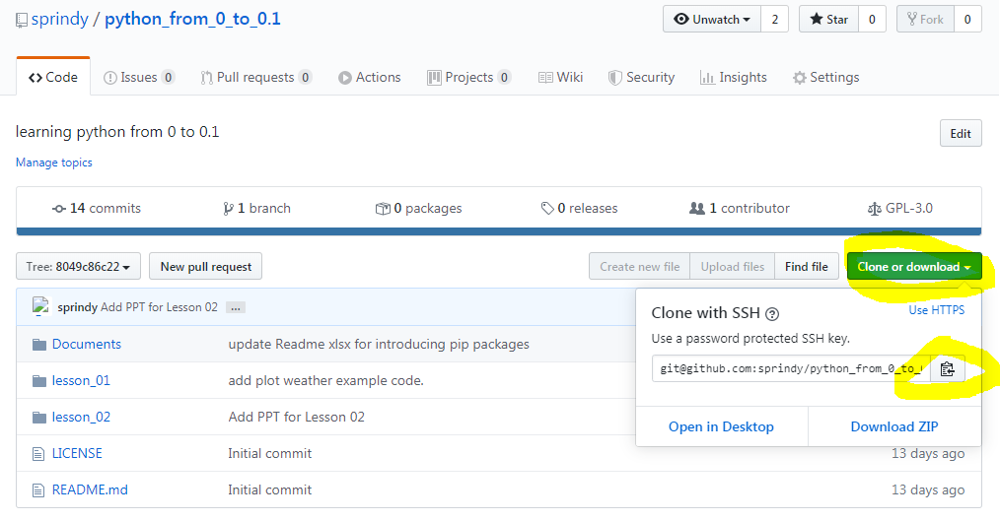 sprindy / python_from_0_to_0.1
Unwatch 2 Star 0 Fork 0
Code Issues 0 Pull requests 0 Actions Projects 0 Wiki Security Insights Settings
learning python from 0 to 0.1 Edit
Manage topics
14 commits 1 branch 0 packages 0 releases 1 contributor GPL-3.0
Tree: 8049c86c22 New pull request Create new file Upload files Find file Clone or download
sprindy Add PPT for Lesson 02 ...
Clone with SSH ? Use HTTPS
Use a password protected SSH key.
git@github.com:sprindy/python_from_0_to_
Open in Desktop Download ZIP
Documents update Readme xlsx for introducing pip packages
lesson_01 add plot weather example code.
lesson_02 Add PPT for Lesson 02
LICENSE Initial commit 13 days ago
README.md Initial commit 13 days ago